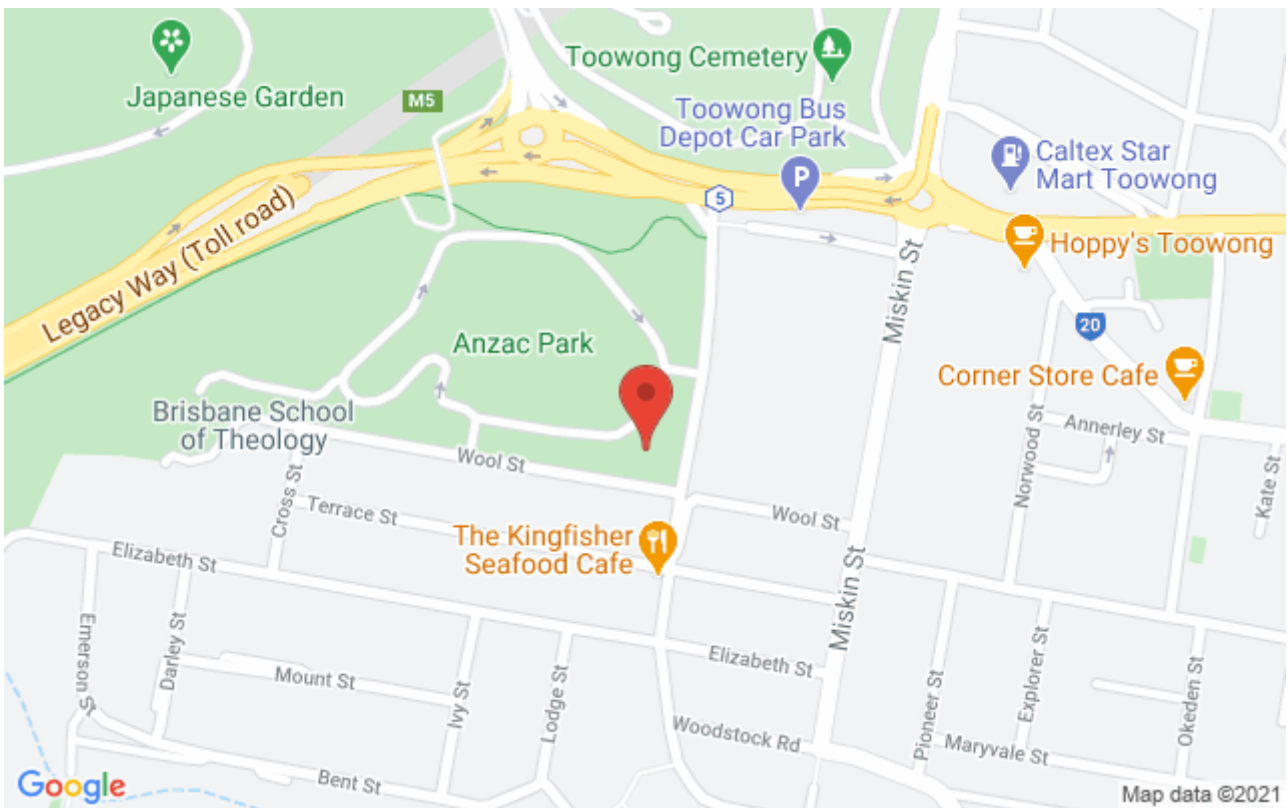 Toowong Cemetery
Japanese Garden
M5
Toowong Bus
Depot Car Park
P
Caltex Star
Mart Toowong
5
Legacy Way (Toll road)
Hoppy's Toowong
Miskin St
20
Anzac Park
Corner Store Cafe
Brisbane School
of Theology
Annerley St
Norwood St
Wool St
Kate St
Cross St
Terrace St
Wool St
The Kingfisher
Seafood Cafe
Elizabeth St
Miskin St
Emerson St
Darley St
Mount St
Ivy St
Lodge St
Elizabeth St
Pioneer St
Explorer St
Okeden St
Woodstock Rd
Maryvale St
Bent St
Google
Map data ©2021